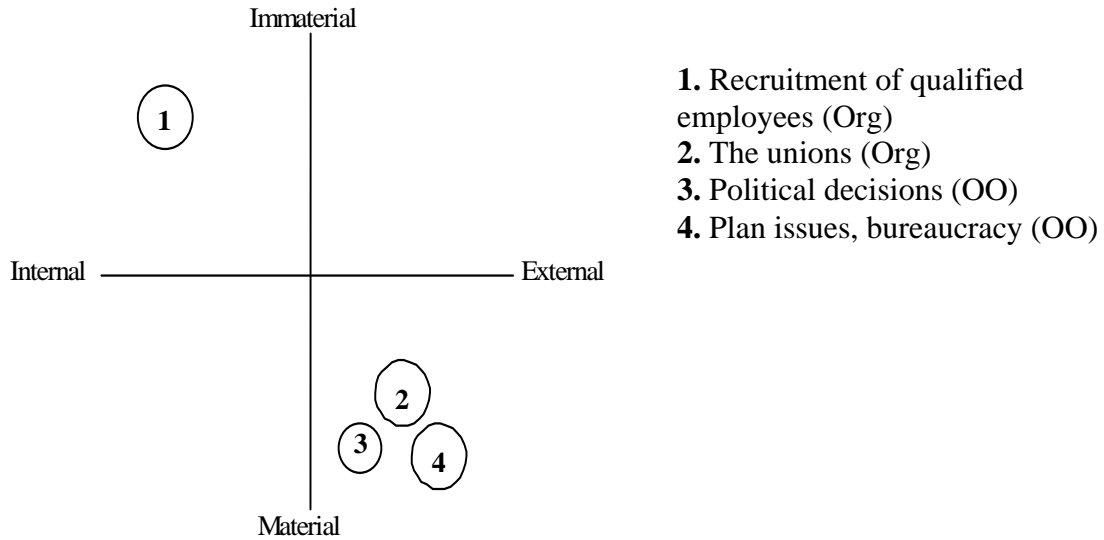 Immaterial
1
Internal
External
2
3
4
Material
1. Recruitment of qualified
employees (Org)
2. The unions (Org)
3. Political decisions (OO)
4. Plan issues, bureaucracy (OO)